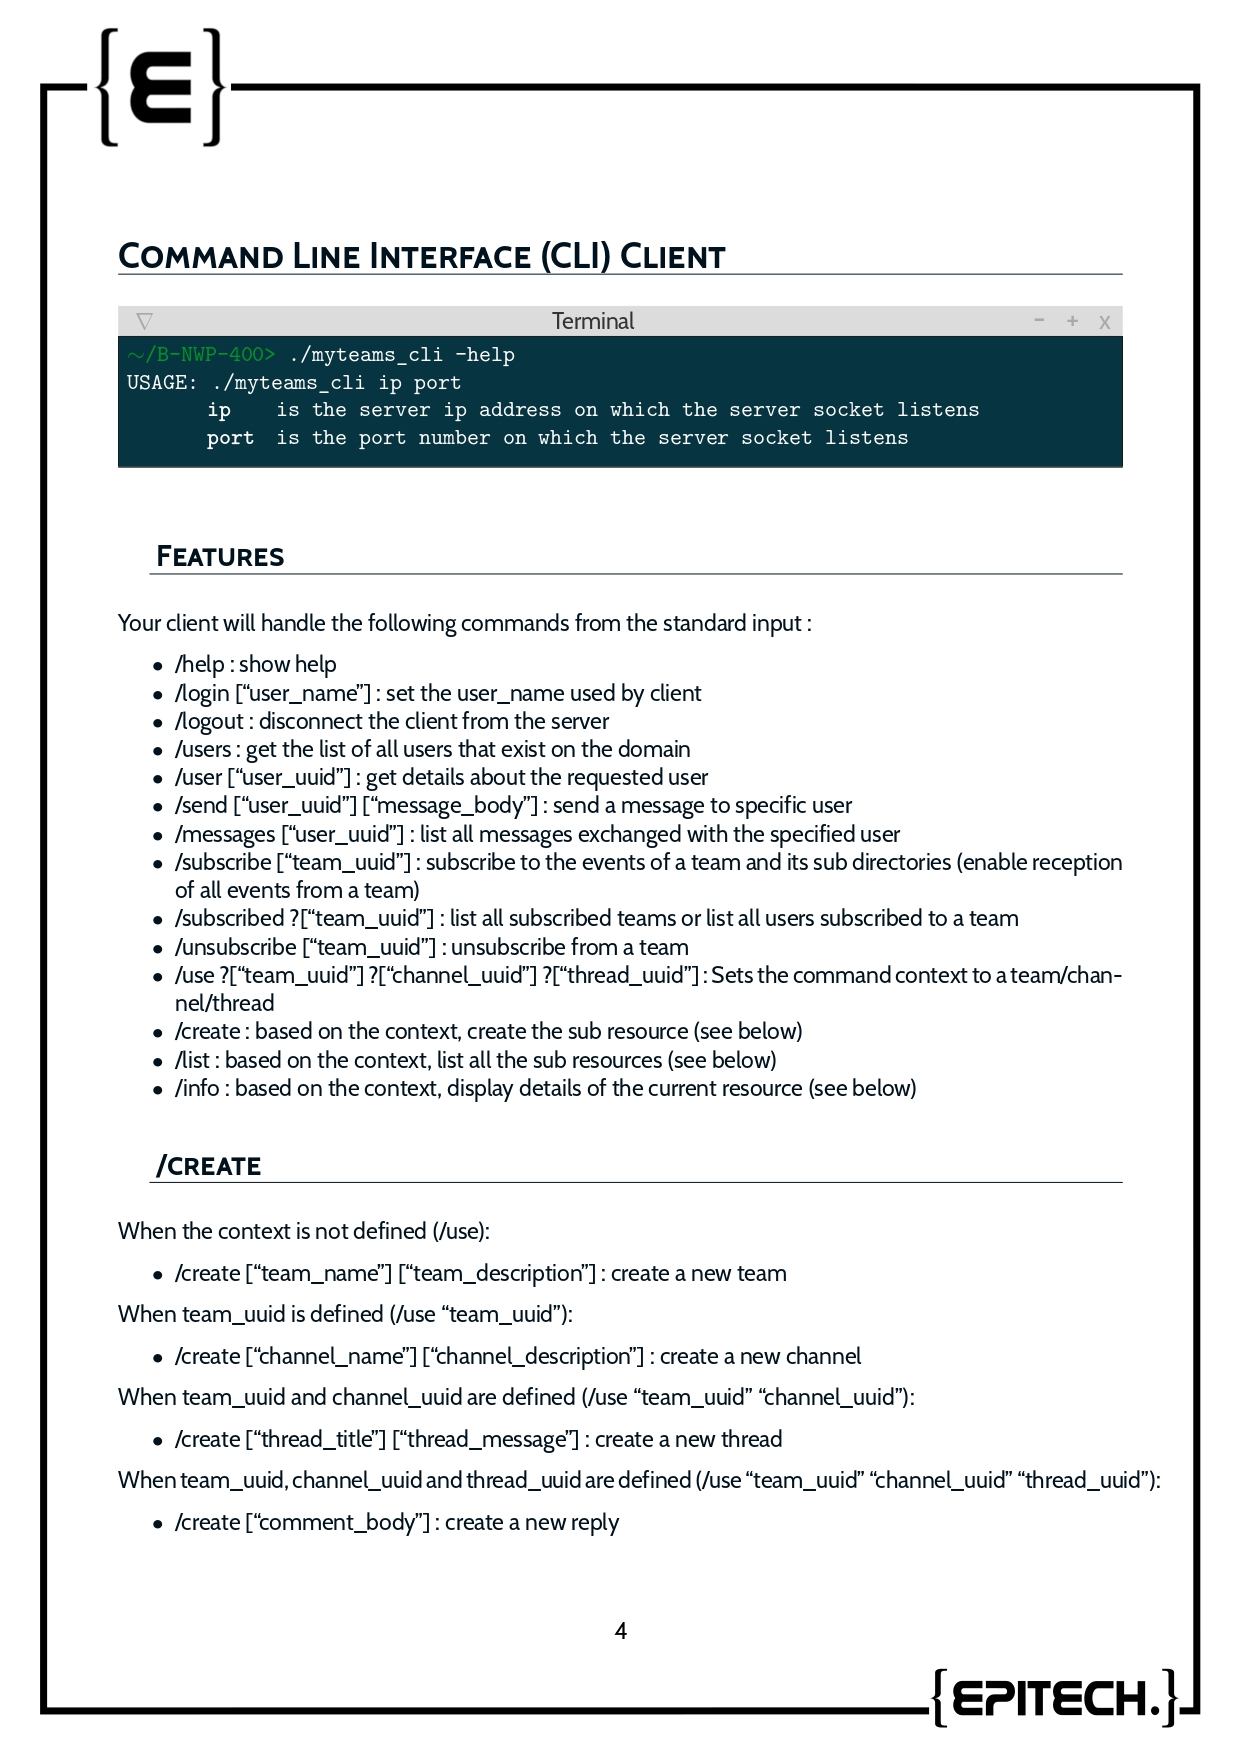 {E}
Command Line Interface (CLI) Client
▽ Terminal - + x
~/B-NWP-400> ./myteams_cli -help
USAGE: ./myteams_cli ip port
ip is the server ip address on which the server socket listens
port is the port number on which the server socket listens
Features
Your client will handle the following commands from the standard input :
• /help : show help
• /login [“user_name”] : set the user_name used by client
• /logout : disconnect the client from the server
• /users : get the list of all users that exist on the domain
• /user [“user_uuid”] : get details about the requested user
• /send [“user_uuid”] [“message_body”] : send a message to specific user
• /messages [“user_uuid”] : list all messages exchanged with the specified user
• /subscribe [“team_uuid”] : subscribe to the events of a team and its sub directories (enable reception
of all events from a team)
• /subscribed ?[“team_uuid”] : list all subscribed teams or list all users subscribed to a team
• /unsubscribe [“team_uuid”] : unsubscribe from a team
• /use ?[“team_uuid”] ?[“channel_uuid”] ?[“thread_uuid”] : Sets the command context to a team/chan-
nel/thread
• /create : based on the context, create the sub resource (see below)
• /list : based on the context, list all the sub resources (see below)
• /info : based on the context, display details of the current resource (see below)
/create
When the context is not defined (/use):
• /create [“team_name”] [“team_description”] : create a new team
When team_uuid is defined (/use “team_uuid”):
• /create [“channel_name”] [“channel_description”] : create a new channel
When team_uuid and channel_uuid are defined (/use “team_uuid” “channel_uuid”):
• /create [“thread_title”] [“thread_message”] : create a new thread
When team_uuid, channel_uuid and thread_uuid are defined (/use “team_uuid” “channel_uuid” “thread_uuid”):
• /create [“comment_body”] : create a new reply
4
{EPITECH.}